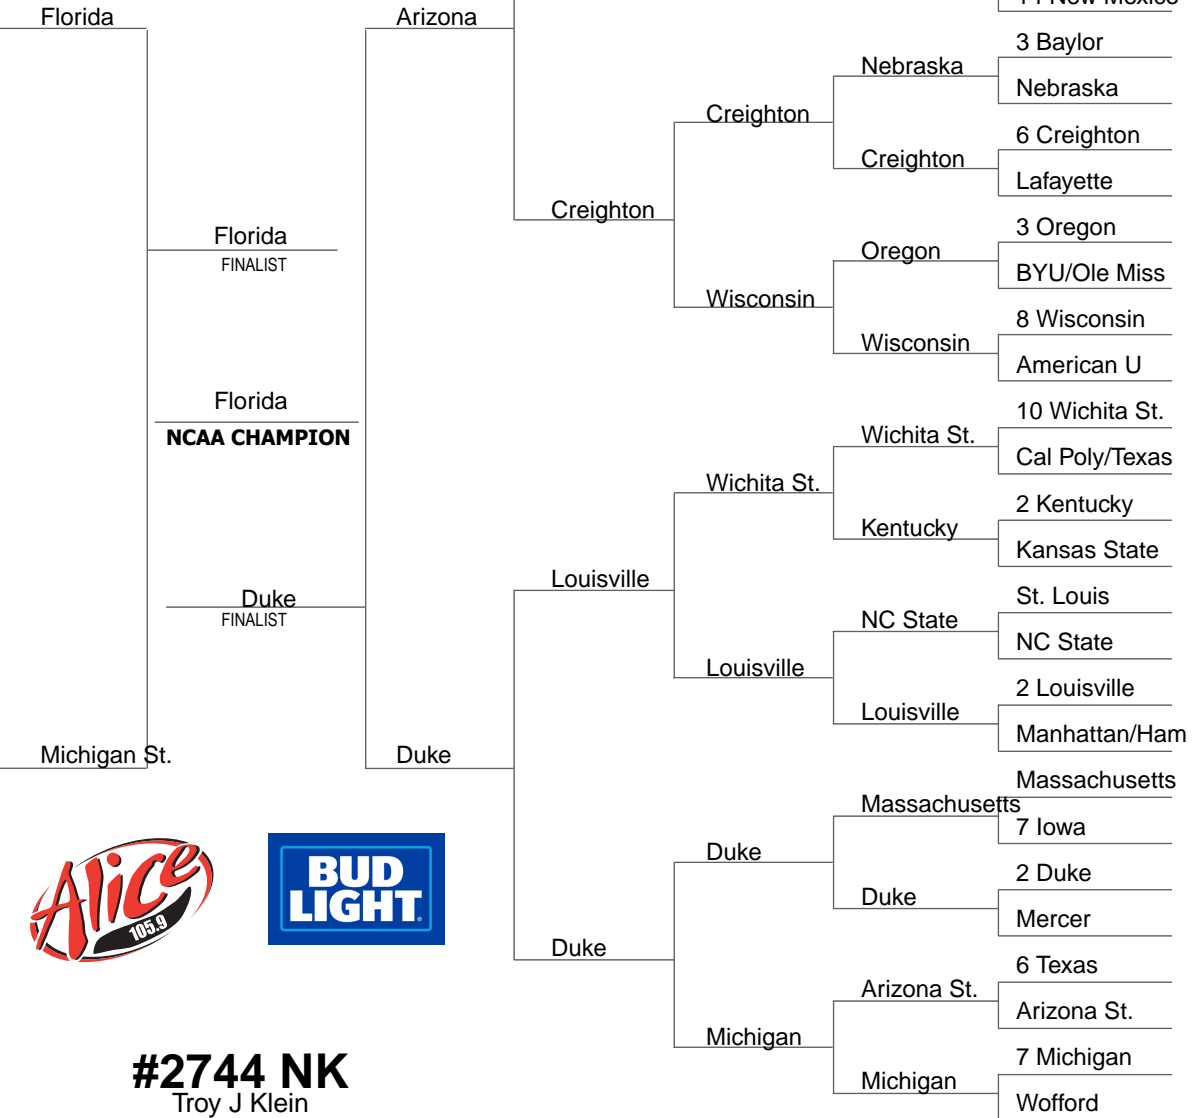 Florida
Florida
FINALIST
Florida
NCAA CHAMPION
Duke
FINALIST
Michigan St.
Alice
105.9
BUD
LIGHT
#2744 NK
Troy J Klein
Arizona
Duke
Creighton
Louisville
Duke
Creighton
Wisconsin
Wichita St.
Louisville
Duke
Michigan
Nebraska
Creighton
Oregon
Wisconsin
Wichita St.
Kentucky
NC State
Louisville
Massachusetts
Duke
Arizona St.
Michigan
3 Baylor
Nebraska
6 Creighton
Lafayette
3 Oregon
BYU/Ole Miss
8 Wisconsin
American U
10 Wichita St.
Cal Poly/Texas
2 Kentucky
Kansas State
St. Louis
NC State
2 Louisville
Manhattan/Ham
Massachusetts
7 Iowa
2 Duke
Mercer
6 Texas
Arizona St.
7 Michigan
Wofford